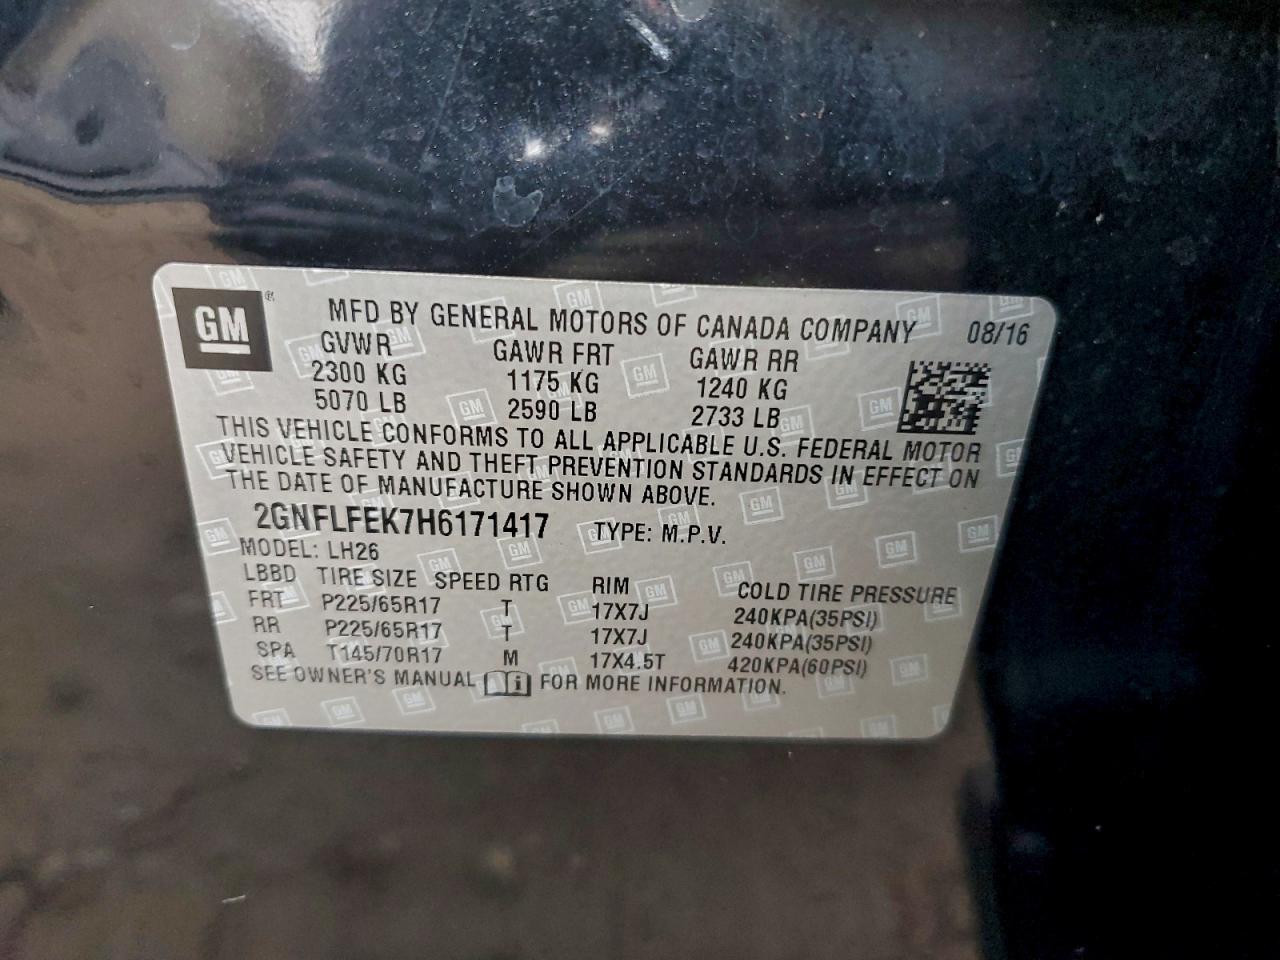 GM
MFD BY GENERAL MOTORS OF CANADA COMPANY 08/16
GVWR GAWR FRT GAWR RR
2300 KG 1175 KG 1240 KG
5070 LB 2590 LB 2733 LB
THIS VEHICLE CONFORMS TO ALL APPLICABLE U.S. FEDERAL MOTOR
VEHICLE SAFETY AND THEFT PREVENTION STANDARDS IN EFFECT ON
THE DATE OF MANUFACTURE SHOWN ABOVE.
2GNFLFEK7H6171417 TYPE: M.P.V.
MODEL: LH26
LBBD TIRE SIZE SPEED RTG RIM COLD TIRE PRESSURE
FRT P225/65R17 T 17X7J 240KPA(35PSI)
RR P225/65R17 T 17X7J 240KPA(35PSI)
SPA T145/70R17 M 17X4.5T 420KPA(60PSI)
SEE OWNER'S MANUAL i FOR MORE INFORMATION.